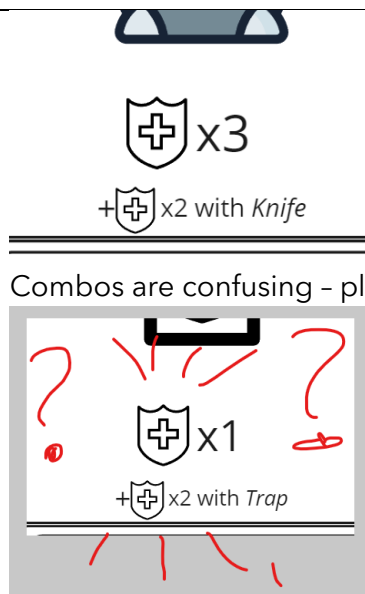 x3
+ x2 with Knife
Combos are confusing – pl
? ?
x1
+ x2 with Trap